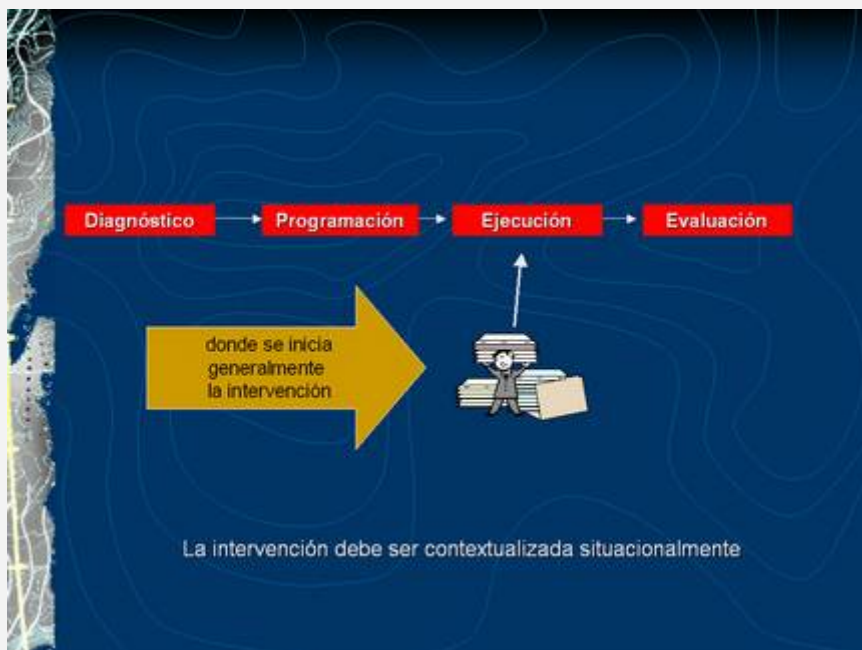 Diagnóstico Programación Ejecución Evaluación
donde se inicia
generalmente
la intervención
La intervención debe ser contextualizada situacionalmente